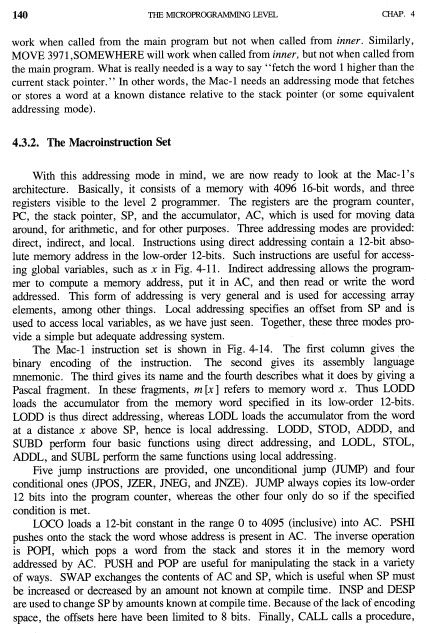 140 THE MICROPROGRAMMING LEVEL CHAP. 4
work when called from the main program but not when called from inner. Similarly,
MOVE 3971,SOMEWHERE will work when called from inner, but not when called from
the main program. What is really needed is a way to say ''fetch the word 1 higher than the
current stack pointer.'' In other words, the Mac-1 needs an addressing mode that fetches
or stores a word at a known distance relative to the stack pointer (or some equivalent
addressing mode).
4.3.2. The Macroinstruction Set
With this addressing mode in mind, we are now ready to look at the Mac-1's
architecture. Basically, it consists of a memory with 4096 16-bit words, and three
registers visible to the level 2 programmer. The registers are the program counter,
PC, the stack pointer, SP, and the accumulator, AC, which is used for moving data
around, for arithmetic, and for other purposes. Three addressing modes are provided:
direct, indirect, and local. Instructions using direct addressing contain a 12-bit abso-
lute memory address in the low-order 12-bits. Such instructions are useful for access-
ing global variables, such as x in Fig. 4-11. Indirect addressing allows the program-
mer to compute a memory address, put it in AC, and then read or write the word
addressed. This form of addressing is very general and is used for accessing array
elements, among other things. Local addressing specifies an offset from SP and is
used to access local variables, as we have just seen. Together, these three modes pro-
vide a simple but adequate addressing system.
The Mac-1 instruction set is shown in Fig. 4-14. The first column gives the
binary encoding of the instruction. The second gives its assembly language
mnemonic. The third gives its name and the fourth describes what it does by giving a
Pascal fragment. In these fragments, m[x] refers to memory word x. Thus LODD
loads the accumulator from the memory word specified in its low-order 12-bits.
LODD is thus direct addressing, whereas LODL loads the accumulator from the word
at a distance x above SP, hence is local addressing. LODD, STOD, ADDD, and
SUBD perform four basic functions using direct addressing, and LODL, STOL,
ADDL, and SUBL perform the same functions using local addressing.
Five jump instructions are provided, one unconditional jump (JUMP) and four
conditional ones (JPOS, JZER, JNEG, and JNZE). JUMP always copies its low-order
12 bits into the program counter, whereas the other four only do so if the specified
condition is met.
LOCO loads a 12-bit constant in the range 0 to 4095 (inclusive) into AC. PSHI
pushes onto the stack the word whose address is present in AC. The inverse operation
is POPI, which pops a word from the stack and stores it in the memory word
addressed by AC. PUSH and POP are useful for manipulating the stack in a variety
of ways. SWAP exchanges the contents of AC and SP, which is useful when SP must
be increased or decreased by an amount not known at compile time. INSP and DESP
are used to change SP by amounts known at compile time. Because of the lack of encoding
space, the offsets here have been limited to 8 bits. Finally, CALL calls a procedure,